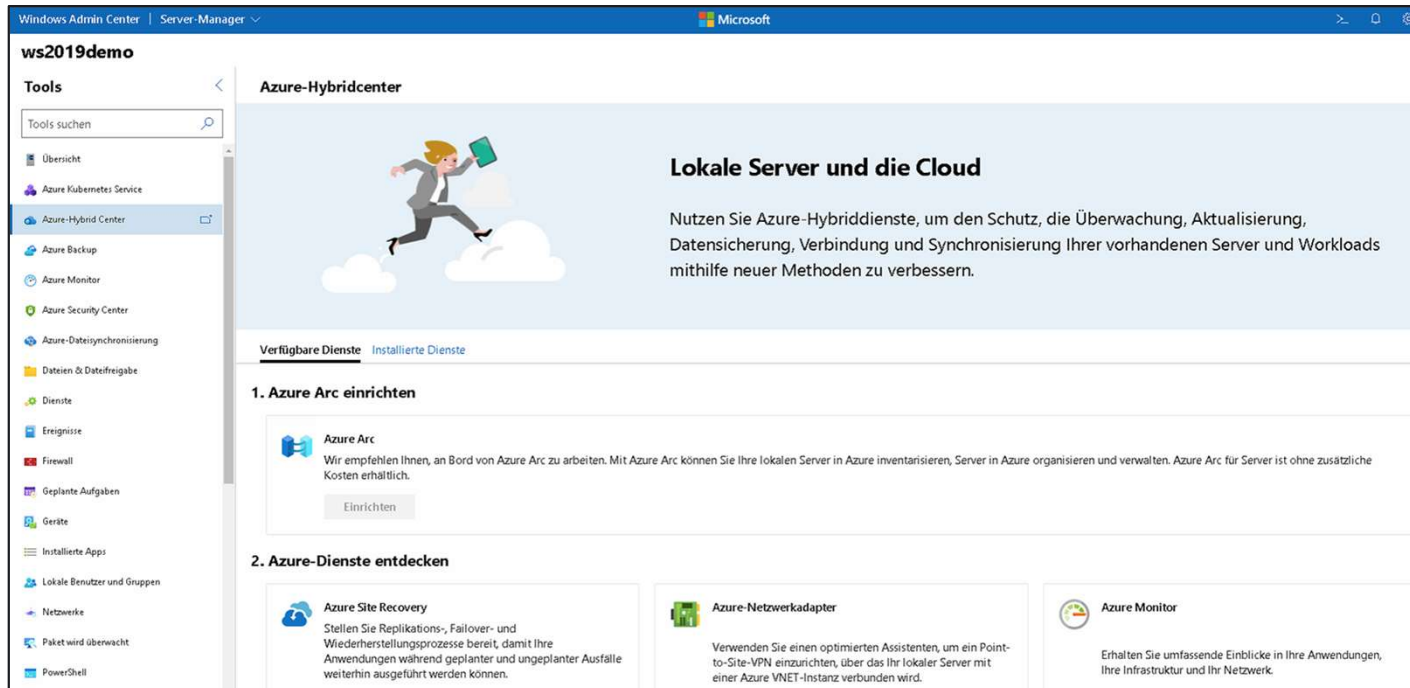 Windows Admin Center | Server-Manager
Microsoft
ws2019demo
Tools
Tools suchen
Übersicht
Azure Kubernetes Service
Azure-Hybrid Center
Azure Backup
Azure Monitor
Azure Security Center
Azure-Dateisynchronisierung
Dateien & Dateifreigabe
Dienste
Ereignisse
Firewall
Geplante Aufgaben
Geräte
Installierte Apps
Lokale Benutzer und Gruppen
Netzwerke
Paket wird überwacht
PowerShell
Azure-Hybridcenter
Lokale Server und die Cloud
Nutzen Sie Azure-Hybriddienste, um den Schutz, die Überwachung, Aktualisierung,
Datensicherung, Verbindung und Synchronisierung Ihrer vorhandenen Server und Workloads
mithilfe neuer Methoden zu verbessern.
Verfügbare Dienste Installierte Dienste
1. Azure Arc einrichten
Azure Arc
Wir empfehlen Ihnen, an Bord von Azure Arc zu arbeiten. Mit Azure Arc können Sie Ihre lokalen Server in Azure inventarisieren, Server in Azure organisieren und verwalten. Azure Arc für Server ist ohne zusätzliche
Kosten erhältlich.
Einrichten
2. Azure-Dienste entdecken
Azure Site Recovery
Stellen Sie Replikations-, Failover- und
Wiederherstellungsprozesse bereit, damit Ihre
Anwendungen während geplanter und ungeplanter Ausfälle
weiterhin ausgeführt werden können.
Azure-Netzwerkadapter
Verwenden Sie einen optimierten Assistenten, um ein Point-
to-Site-VPN einzurichten, über das Ihr lokaler Server mit
einer Azure VNET-Instanz verbunden wird.
Azure Monitor
Erhalten Sie umfassende Einblicke in Ihre Anwendungen,
Ihre Infrastruktur und Ihr Netzwerk.